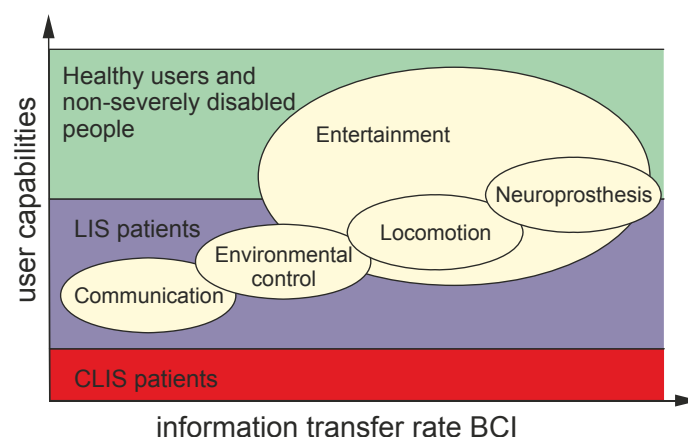 Healthy users and
non-severely disabled
people
Entertainment
Neuroprosthesis
LIS patients
Locomotion
Environmental
control
Communication
CLIS patients
user capabilities
information transfer rate BCI